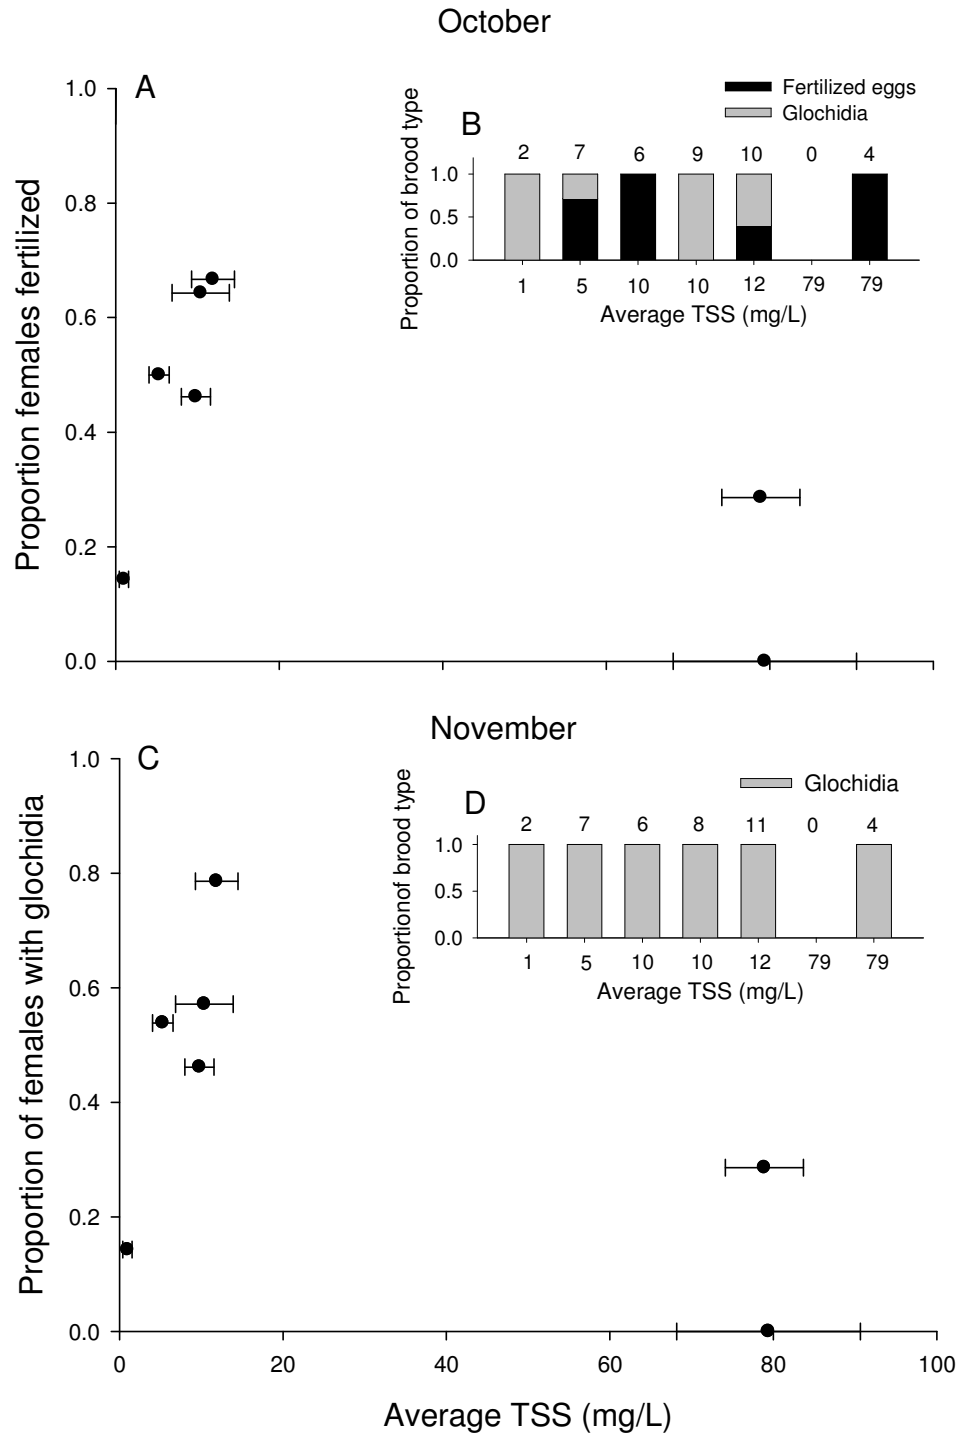 October
A
1.0
0.8
0.6
0.4
0.2
0.0
Proportion females fertilized
Fertilized eggs
Glochidia
B
2 7 6 9 10 0 4
1.0
0.5
0.0
Proportion of brood type
1 5 10 10 12 79 79
Average TSS (mg/L)
November
C
1.0
0.8
0.6
0.4
0.2
0.0
Proportion of females with glochidia
Glochidia
D
2 7 6 8 11 0 4
1.0
0.5
0.0
Proportionof brood type
1 5 10 10 12 79 79
Average TSS (mg/L)
0 20 40 60 80 100
Average TSS (mg/L)